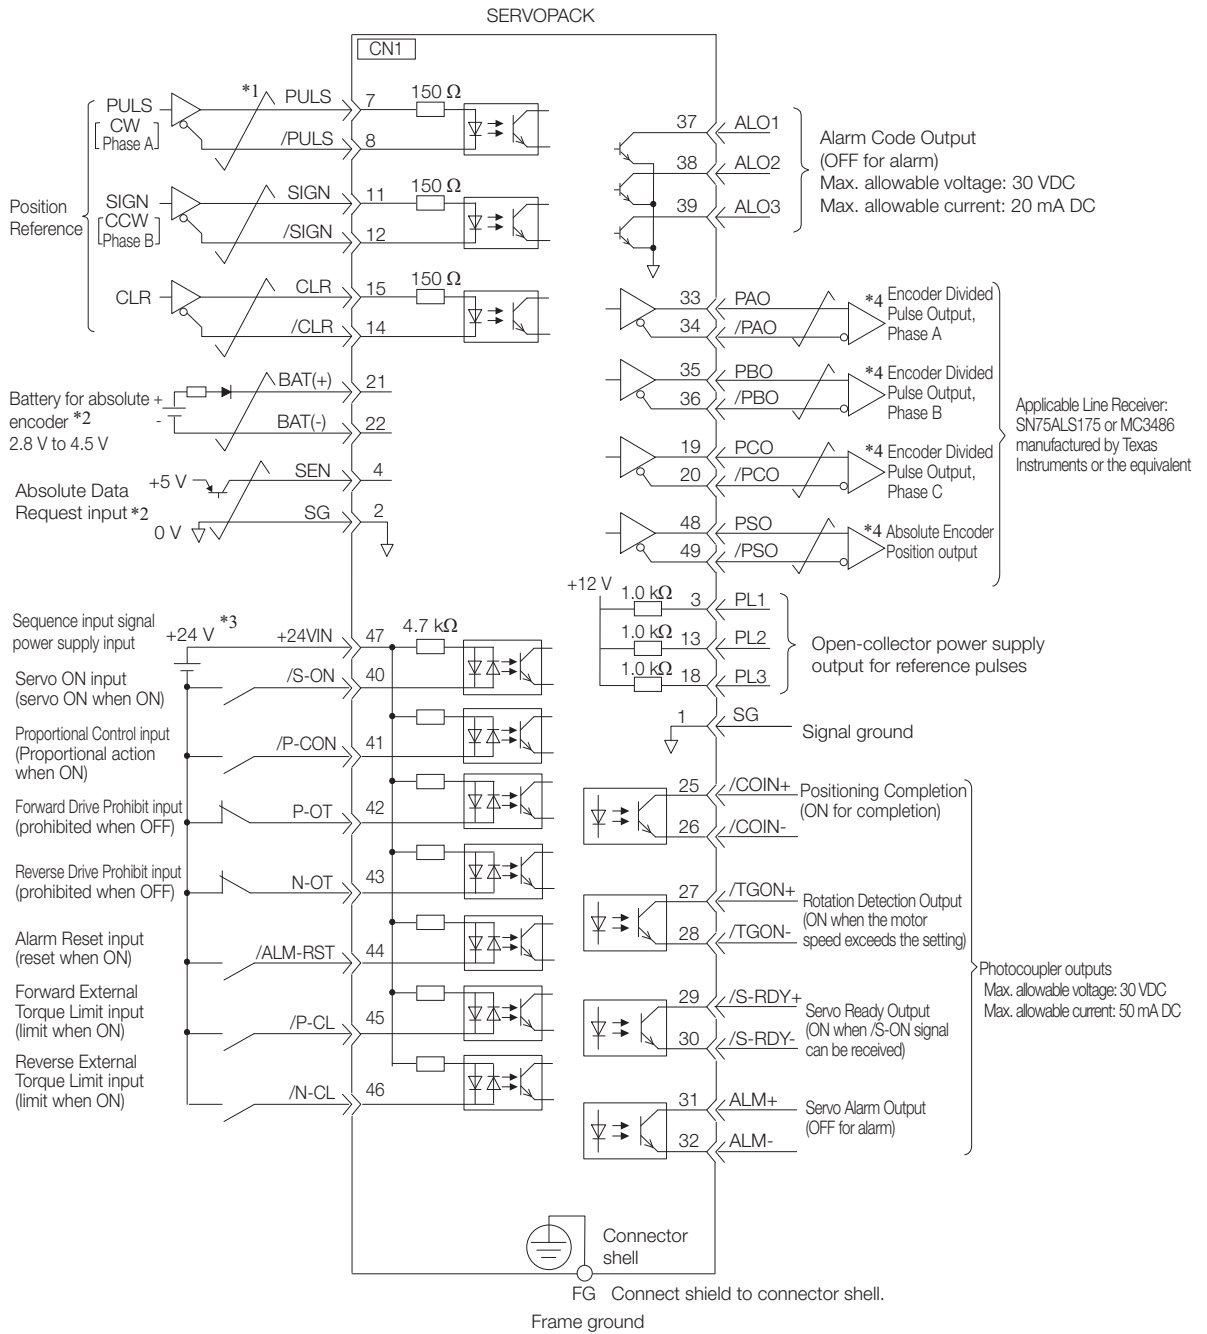 SERVOPACK
CN1
Position
Reference
PULS
CW
Phase A
*1
PULS
7
150 Ω
/PULS
8
SIGN
CCW
Phase B
SIGN
11
150 Ω
/SIGN
12
CLR
CLR
15
150 Ω
/CLR
14
Battery for absolute
encoder *2
2.8 V to 4.5 V
+
-
BAT(+)
21
BAT(-)
22
Absolute Data
Request input *2
+5 V
SEN
4
0 V
SG
2
Sequence input signal
power supply input
+24 V *3
+24VIN
47
4.7 kΩ
Servo ON input
(servo ON when ON)
/S-ON
40
Proportional Control input
(Proportional action
when ON)
/P-CON
41
Forward Drive Prohibit input
(prohibited when OFF)
P-OT
42
Reverse Drive Prohibit input
(prohibited when OFF)
N-OT
43
Alarm Reset input
(reset when ON)
/ALM-RST
44
Forward External
Torque Limit input
(limit when ON)
/P-CL
45
Reverse External
Torque Limit input
(limit when ON)
/N-CL
46
37
ALO1
38
ALO2
39
ALO3
Alarm Code Output
(OFF for alarm)
Max. allowable voltage: 30 VDC
Max. allowable current: 20 mA DC
33
PAO
34
/PAO
*4 Encoder Divided
Pulse Output,
Phase A
35
PBO
36
/PBO
*4 Encoder Divided
Pulse Output,
Phase B
19
PCO
20
/PCO
*4 Encoder Divided
Pulse Output,
Phase C
48
PSO
49
/PSO
*4 Absolute Encoder
Position output
Applicable Line Receiver:
SN75ALS175 or MC3486
manufactured by Texas
Instruments or the equivalent
+12 V
1.0 kΩ
3
PL1
1.0 kΩ
13
PL2
1.0 kΩ
18
PL3
Open-collector power supply
output for reference pulses
1
SG
Signal ground
25
/COIN+
26
/COIN-
Positioning Completion
(ON for completion)
27
/TGON+
28
/TGON-
Rotation Detection Output
(ON when the motor
speed exceeds the setting)
29
/S-RDY+
30
/S-RDY-
Servo Ready Output
(ON when /S-ON signal
can be received)
31
ALM+
32
ALM-
Servo Alarm Output
(OFF for alarm)
Photocoupler outputs
Max. allowable voltage: 30 VDC
Max. allowable current: 50 mA DC
Connector
shell
FG
Connect shield to connector shell.
Frame ground